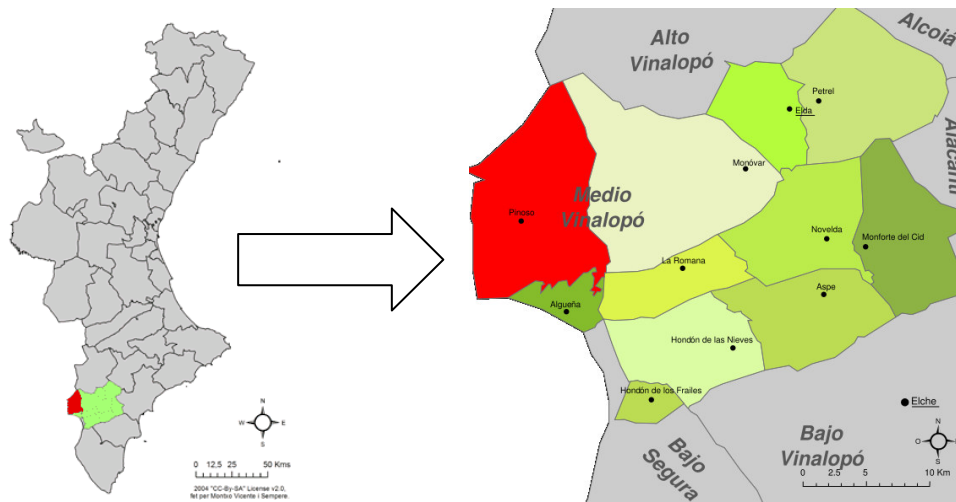 N
W
E
S
0 12,5 25 50 Kms
2004 "CC-By-SA" License v2.0,
fet per Montxo Vicente i Sempere.
Alto
Vinalopó
Alcoiá
Alacantí
Petrel
Elda
Monóvar
Medio
Vinalopó
Pinoso
Novelda
Monforte del Cid
La Romana
Aspe
Algueña
Hondón de las Nieves
Hondón de los Frailes
Elche
Bajo
Segura
Bajo
Vinalopó
N
O
E
S
0 2.5 5 10 Km